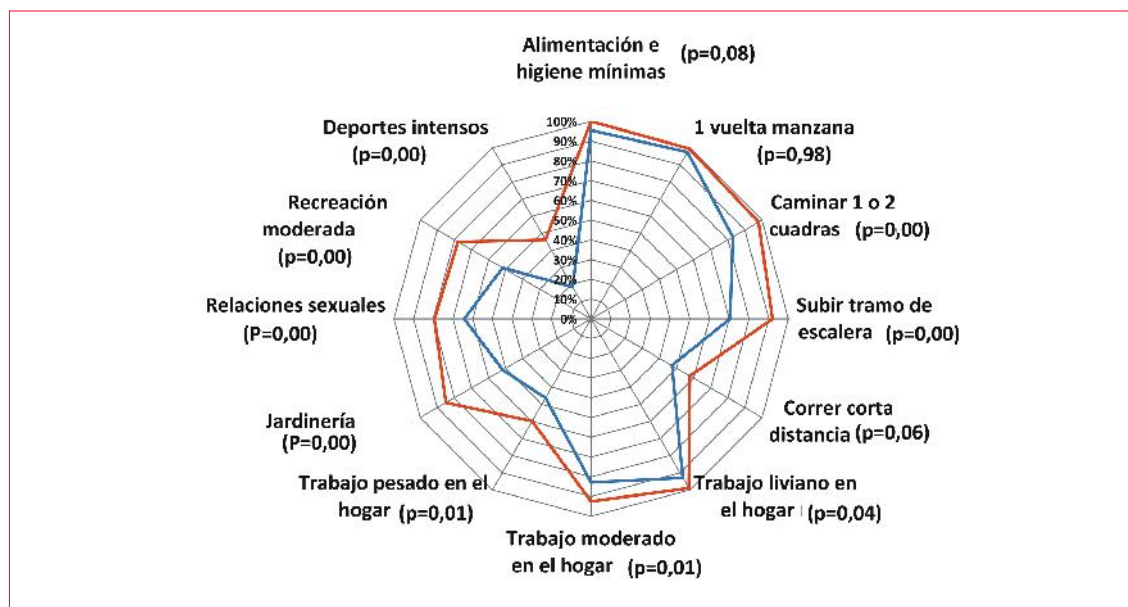 Alimentación e
higiene mínimas (p=0,08)
1 vuelta manzana
(p=0,98)
Caminar 1 o 2
cuadras (p=0,00)
Subir tramo de
escalera (p=0,00)
Correr corta
distancia (p=0,06)
Trabajo liviano en
el hogar (p=0,04)
Trabajo moderado
en el hogar (p=0,01)
Trabajo pesado en el
hogar (p=0,01)
Jardinería
(P=0,00)
Relaciones sexuales
(P=0,00)
Recreación
moderada
(p=0,00)
Deportes intensos
(p=0,00)
100%
90%
80%
70%
60%
50%
40%
30%
20%
10%
0%